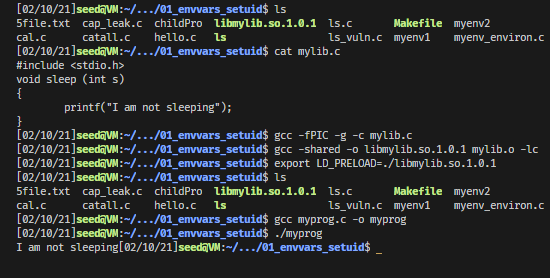 [02/10/21]seed@VM:~/.../01_envvars_setuid$ ls
5file.txt  cap_leak.c  childPro  libmylib.so.1.0.1  ls.c       Makefile  myenv2
cal.c      catall.c    hello.c   ls                 ls_vuln.c  myenv1    myenv_environ.c
[02/10/21]seed@VM:~/.../01_envvars_setuid$ cat mylib.c
#include <stdio.h>
void sleep (int s)
{
        printf("I am not sleeping");
}
[02/10/21]seed@VM:~/.../01_envvars_setuid$ gcc -fPIC -g -c mylib.c
[02/10/21]seed@VM:~/.../01_envvars_setuid$ gcc -shared -o libmylib.so.1.0.1 mylib.o -lc
[02/10/21]seed@VM:~/.../01_envvars_setuid$ export LD_PRELOAD=./libmylib.so.1.0.1
[02/10/21]seed@VM:~/.../01_envvars_setuid$ ls
5file.txt  cap_leak.c  childPro  libmylib.so.1.0.1  ls.c       Makefile  myenv2
cal.c      catall.c    hello.c   ls                 ls_vuln.c  myenv1    myenv_environ.c
[02/10/21]seed@VM:~/.../01_envvars_setuid$ gcc myprog.c -o myprog
[02/10/21]seed@VM:~/.../01_envvars_setuid$ ./myprog
I am not sleeping[02/10/21]seed@VM:~/.../01_envvars_setuid$ _